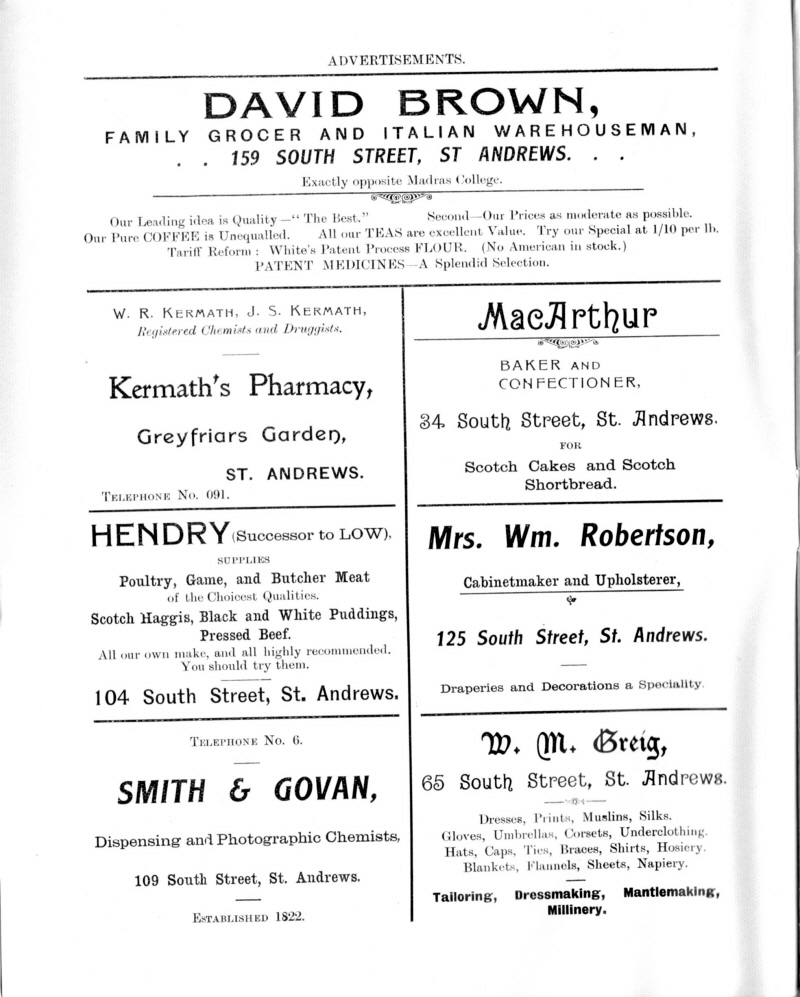 ADVERTISEMENTS.
DAVID BROWN,
FAMILY GROCER AND ITALIAN WAREHOUSEMAN,
. . 159 SOUTH STREET, ST ANDREWS. . .
Exactly opposite Madras College.
Our Leading idea is Quality—“The Best.” Second—Our Prices as moderate as possible.
Our Pure COFFEE is Unequalled. All our TEAS are excellent Value. Try our Special at 1/10 per lb.
Tariff Reform: White's Patent Process FLOUR. (No American in stock.)
PATENT MEDICINES—A Splendid Selection.
W. R. KERMATH, J. S. KERMATH,
Registered Chemists and Druggists.
Kermath's Pharmacy,
Greyfriars Garden,
ST. ANDREWS.
TELEPHONE No. 091.
HENDRY (Successor to LOW),
SUPPLIES
Poultry, Game, and Butcher Meat
of the Choicest Qualities.
Scotch Haggis, Black and White Puddings,
Pressed Beef.
All our own make, and all highly recommended.
You should try them.
104 South Street, St. Andrews.
TELEPHONE No. 6.
SMITH & GOVAN,
Dispensing and Photographic Chemists,
109 South Street, St. Andrews.
ESTABLISHED 1822.
MacArthur
BAKER AND
CONFECTIONER,
34 South Street, St. Andrews.
FOR
Scotch Cakes and Scotch
Shortbread.
Mrs. Wm. Robertson,
Cabinetmaker and Upholsterer,
125 South Street, St. Andrews.
Draperies and Decorations a Speciality.
W. M. Greig,
65 South Street, St. Andrews.
Dresses, Prints, Muslins, Silks.
Gloves, Umbrellas, Corsets, Underclothing.
Hats, Caps, Ties, Braces, Shirts, Hosiery.
Blankets, Flannels, Sheets, Napiery.
Tailoring, Dressmaking, Mantlemaking,
Millinery.